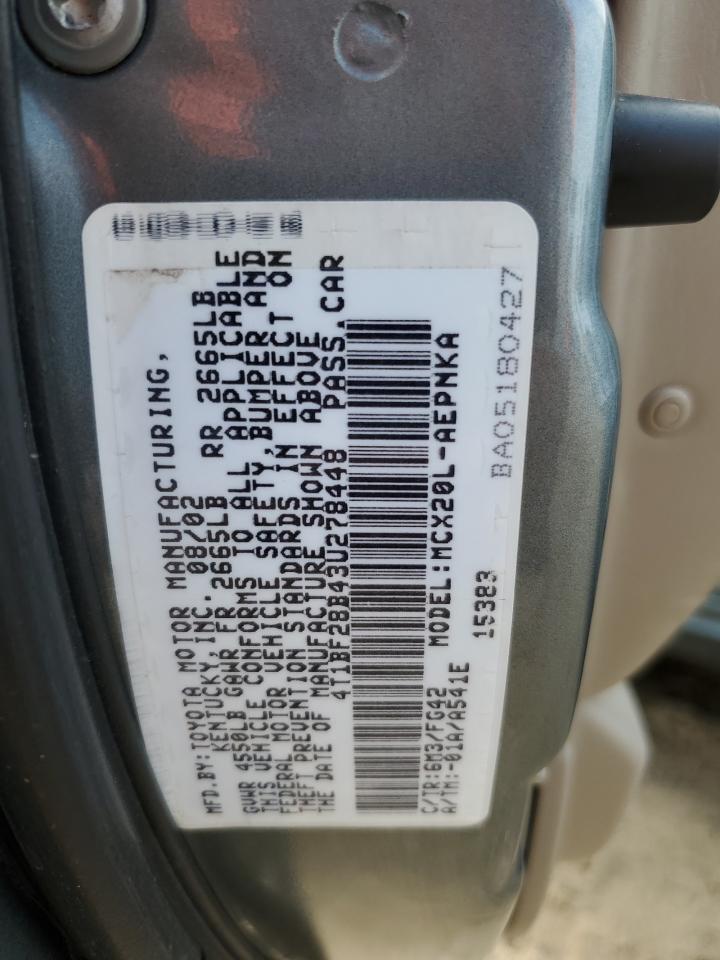 MFD.BY:TOYOTA MOTOR MANUFACTURING,
KENTUCKY,INC. 08/02
GVWR 4550LB GAWR FR 2665LB RR 2665LB
THIS VEHICLE CONFORMS TO ALL APPLICABLE
FEDERAL MOTOR VEHICLE SAFETY,BUMPER AND
THEFT PREVENTION STANDARDS IN EFFECT ON
THE DATE OF MANUFACTURE SHOWN ABOVE
4T1BF28B43U278448 PASS.CAR
MODEL:MCX20L-AEPNKA
C/TR:6M3/FG42
A/TM:-01A/A541E 15383
BA05180427